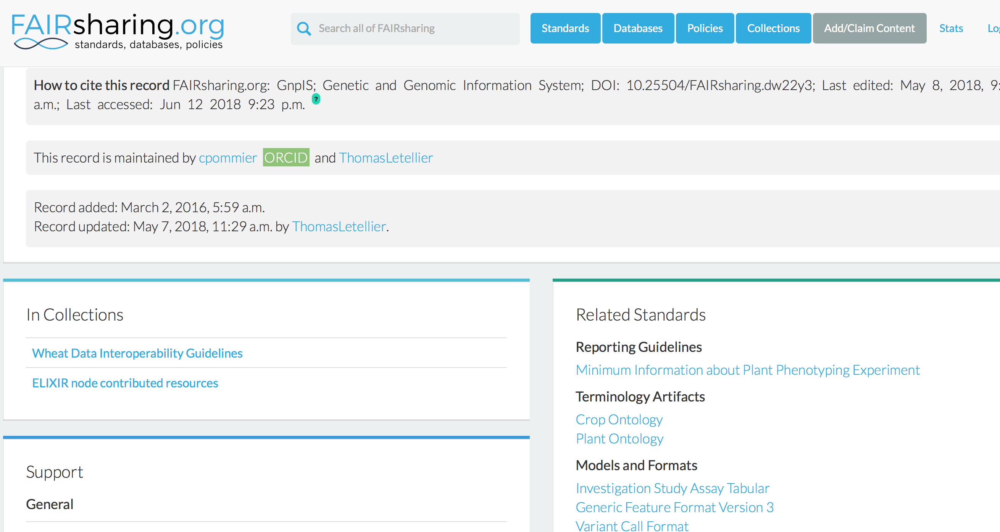 FAIRsharing.org
standards, databases, policies
Search all of FAIRsharing
Standards
Databases
Policies
Collections
Add/Claim Content
Stats
How to cite this record FAIRsharing.org: GnpIS; Genetic and Genomic Information System; DOI: 10.25504/FAIRsharing.dw22y3; Last edited: May 8, 2018, 9:
a.m.; Last accessed: Jun 12 2018 9:23 p.m. ?
This record is maintained by cpommier ORCID and ThomasLetellier
Record added: March 2, 2016, 5:59 a.m.
Record updated: May 7, 2018, 11:29 a.m. by ThomasLetellier.
In Collections
Wheat Data Interoperability Guidelines
ELIXIR node contributed resources
Support
General
Related Standards
Reporting Guidelines
Minimum Information about Plant Phenotyping Experiment
Terminology Artifacts
Crop Ontology
Plant Ontology
Models and Formats
Investigation Study Assay Tabular
Generic Feature Format Version 3
Variant Call Format